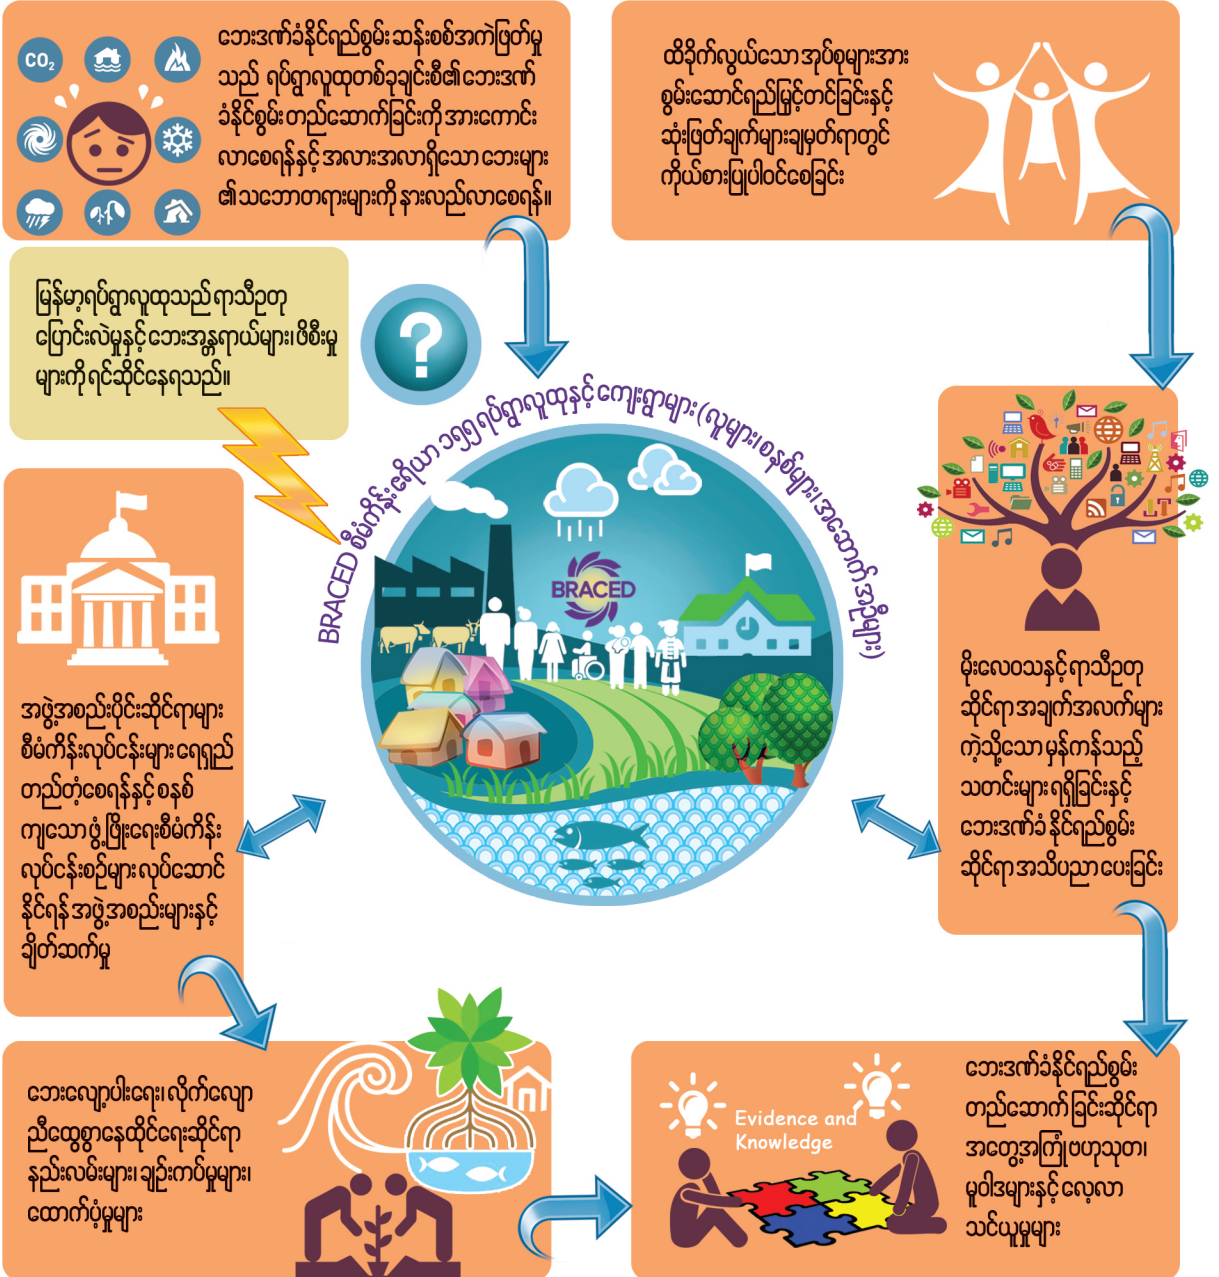 CO₂
ဘေးဒဏ်ခံနိုင်ရည်စွမ်း ဆန်းစစ်အကဲဖြတ်မှု
သည် ရပ်ရွာလူထုတစ်ခုချင်းစီ၏ ဘေးဒဏ်
ခံနိုင်စွမ်း တည်ဆောက်ခြင်းကို အားကောင်း
လာစေရန်နှင့် အလားအလာရှိသော ဘေးများ
၏ သဘောတရားများကို နားလည်လာစေရန်။
ထိခိုက်လွယ်သော အုပ်စုများအား
စွမ်းဆောင်ရည်မြှင့်တင်ခြင်းနှင့်
ဆုံးဖြတ်ချက်များချမှတ်ရာတွင်
ကိုယ်စားပြုပါဝင်စေခြင်း
မြန်မာ့ရပ်ရွာလူထုသည် ရာသီဥတု
ပြောင်းလဲမှုနှင့် ဘေးအန္တရာယ်များ၊ ဖိစီးမှု
များကို ရင်ဆိုင်နေရသည်။
?
BRACED စီမံကိန်း ဧရိယာ ၁၅၅ ရပ်ရွာလူထုနှင့် ကျေးရွာများ (လူများ၊ စနစ်များ၊ အဆောက်အဦများ)
BRACED
အဖွဲ့အစည်းပိုင်းဆိုင်ရာများ
စီမံကိန်းလုပ်ငန်းများ ရေရှည်
တည်တံ့စေရန်နှင့် စနစ်
ကျသော ဖွံ့ဖြိုးရေးစီမံကိန်း
လုပ်ငန်းစဉ်များ လုပ်ဆောင်
နိုင်ရန် အဖွဲ့အစည်းများနှင့်
ချိတ်ဆက်မှု
မိုးလေဝသနှင့် ရာသီဥတု
ဆိုင်ရာ အချက်အလက်များ
ကဲ့သို့သော မှန်ကန်သည့်
သတင်းများ ရရှိခြင်းနှင့်
ဘေးဒဏ်ခံ နိုင်ရည်စွမ်း
ဆိုင်ရာ အသိပညာ ပေးခြင်း
ဘေးလျော့ပါးရေး၊ လိုက်လျော
ညီထွေစွာနေထိုင်ရေးဆိုင်ရာ
နည်းလမ်းများ၊ ချဉ်းကပ်မှုများ၊
ထောက်ပံ့မှုများ
Evidence and
Knowledge
ဘေးဒဏ်ခံနိုင်ရည်စွမ်း
တည်ဆောက်ခြင်းဆိုင်ရာ
အတွေ့အကြုံဗဟုသုတ၊
မူဝါဒများနှင့် လေ့လာ
သင်ယူမှုများ